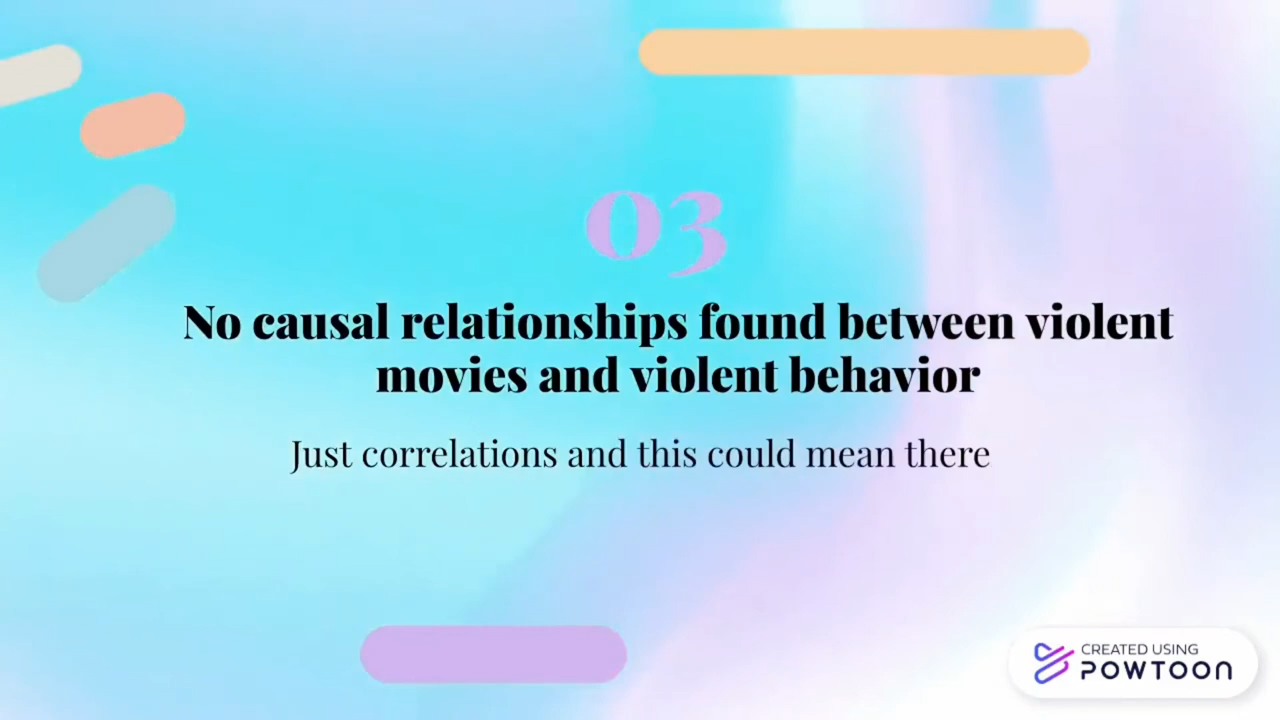 03
No causal relationships found between violent
movies and violent behavior
Just correlations and this could mean there
CREATED USING
POWTOON